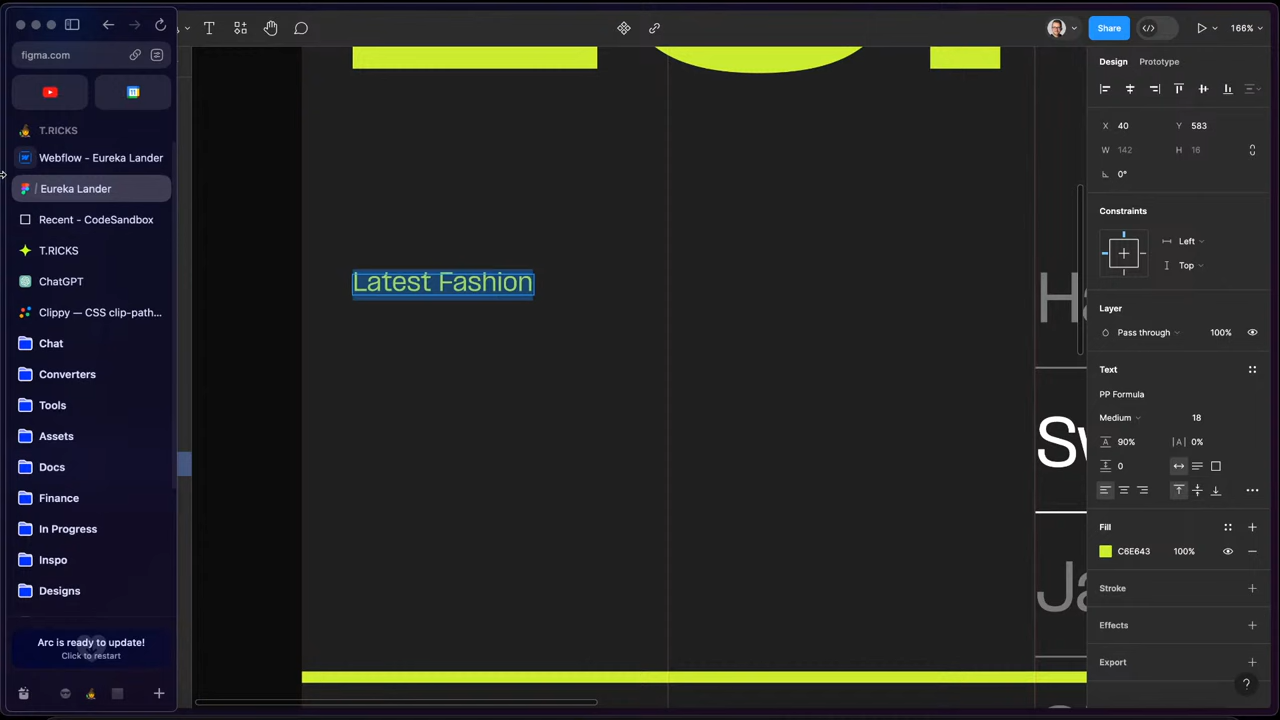 figma.com
Share
166%
T.RICKS
Webflow - Eureka Lander
/ Eureka Lander
Recent - CodeSandbox
T.RICKS
ChatGPT
Clippy — CSS clip-path...
Chat
Converters
Tools
Assets
Docs
Finance
In Progress
Inspo
Designs
Arc is ready to update!
Click to restart
Latest Fashion
Design Prototype
X 40 Y 583
W 142 H 16
0°
Constraints
Left
Top
Layer
Pass through 100%
Text
PP Formula
Medium 18
90% 0%
0
Fill
C6E643 100%
Stroke
Effects
Export
?